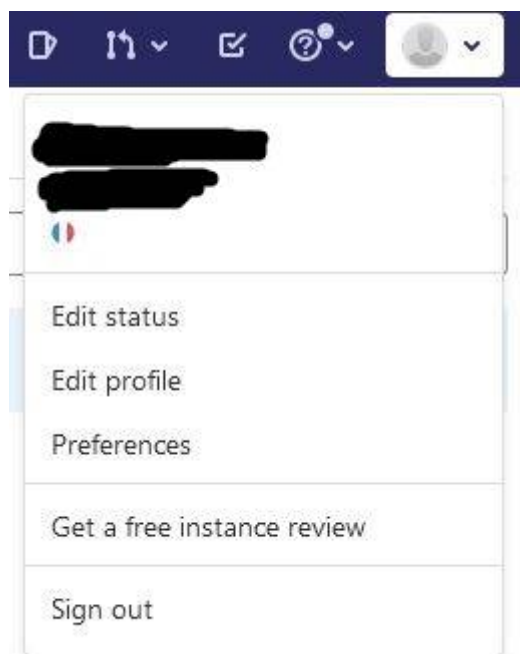 Edit status
Edit profile
Preferences
Get a free instance review
Sign out